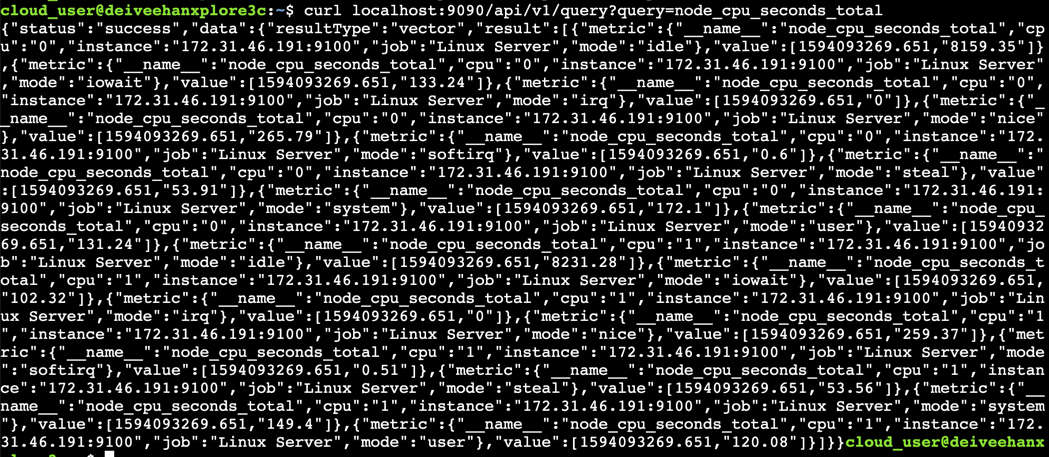 cloud_user@deiveehanxplore3c:~$ curl localhost:9090/api/v1/query?query=node_cpu_seconds_total
{"status":"success","data":{"resultType":"vector","result":[{"metric":{"__name__":"node_cpu_seconds_total","cp
u":"0","instance":"172.31.46.191:9100","job":"Linux Server","mode":"idle"},"value":[1594093269.651,"8159.35"]}
,{"metric":{"__name__":"node_cpu_seconds_total","cpu":"0","instance":"172.31.46.191:9100","job":"Linux Server"
,"mode":"iowait"},"value":[1594093269.651,"133.24"]},{"metric":{"__name__":"node_cpu_seconds_total","cpu":"0",
"instance":"172.31.46.191:9100","job":"Linux Server","mode":"irq"},"value":[1594093269.651,"0"]},{"metric":{"_
_name__":"node_cpu_seconds_total","cpu":"0","instance":"172.31.46.191:9100","job":"Linux Server","mode":"nice"
},"value":[1594093269.651,"265.79"]},{"metric":{"__name__":"node_cpu_seconds_total","cpu":"0","instance":"172.
31.46.191:9100","job":"Linux Server","mode":"softirq"},"value":[1594093269.651,"0.6"]},{"metric":{"__name__":"
node_cpu_seconds_total","cpu":"0","instance":"172.31.46.191:9100","job":"Linux Server","mode":"steal"},"value"
:[1594093269.651,"53.91"]},{"metric":{"__name__":"node_cpu_seconds_total","cpu":"0","instance":"172.31.46.191:
9100","job":"Linux Server","mode":"system"},"value":[1594093269.651,"172.1"]},{"metric":{"__name__":"node_cpu_
seconds_total","cpu":"0","instance":"172.31.46.191:9100","job":"Linux Server","mode":"user"},"value":[15940932
69.651,"131.24"]},{"metric":{"__name__":"node_cpu_seconds_total","cpu":"1","instance":"172.31.46.191:9100","jo
b":"Linux Server","mode":"idle"},"value":[1594093269.651,"8231.28"]},{"metric":{"__name__":"node_cpu_seconds_t
otal","cpu":"1","instance":"172.31.46.191:9100","job":"Linux Server","mode":"iowait"},"value":[1594093269.651,
"102.32"]},{"metric":{"__name__":"node_cpu_seconds_total","cpu":"1","instance":"172.31.46.191:9100","job":"Lin
ux Server","mode":"irq"},"value":[1594093269.651,"0"]},{"metric":{"__name__":"node_cpu_seconds_total","cpu":"1
","instance":"172.31.46.191:9100","job":"Linux Server","mode":"nice"},"value":[1594093269.651,"259.37"]},{"met
ric":{"__name__":"node_cpu_seconds_total","cpu":"1","instance":"172.31.46.191:9100","job":"Linux Server","mode
":"softirq"},"value":[1594093269.651,"0.51"]},{"metric":{"__name__":"node_cpu_seconds_total","cpu":"1","instan
ce":"172.31.46.191:9100","job":"Linux Server","mode":"steal"},"value":[1594093269.651,"53.56"]},{"metric":{"__
name__":"node_cpu_seconds_total","cpu":"1","instance":"172.31.46.191:9100","job":"Linux Server","mode":"system
"},"value":[1594093269.651,"149.4"]},{"metric":{"__name__":"node_cpu_seconds_total","cpu":"1","instance":"172.
31.46.191:9100","job":"Linux Server","mode":"user"},"value":[1594093269.651,"120.08"]}]}}cloud_user@deiveehanx